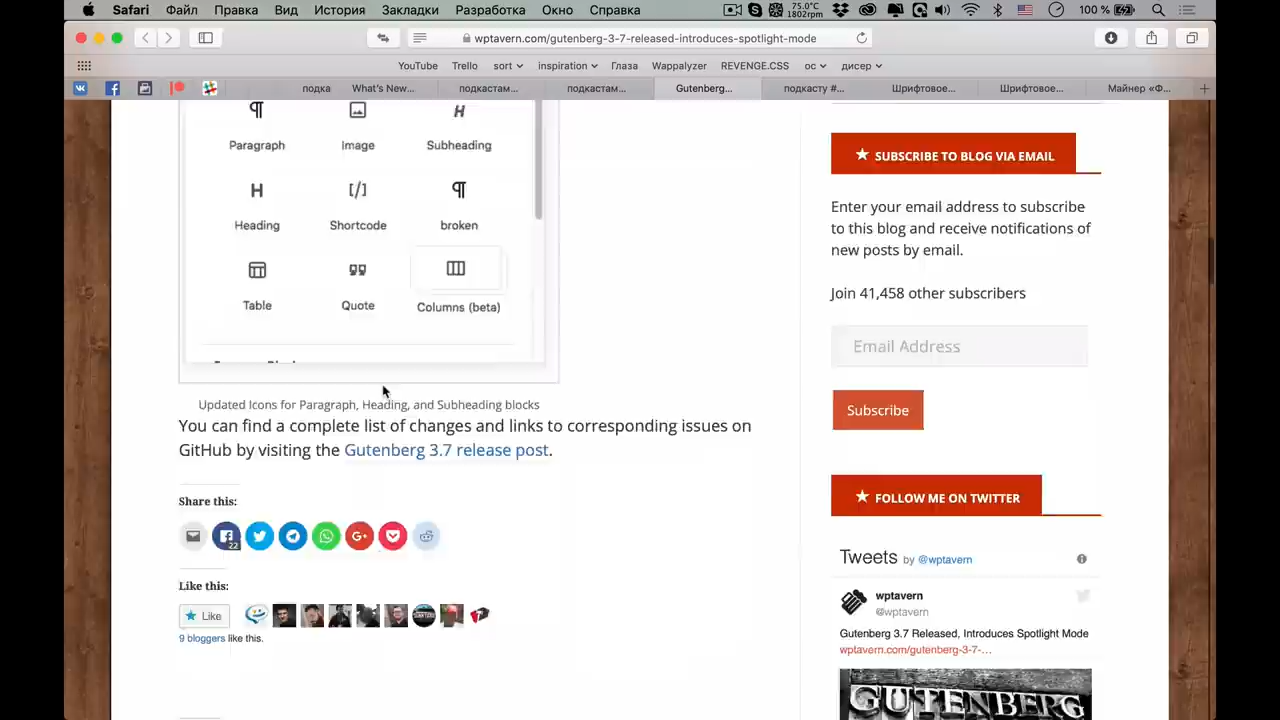 Safari Файл Правка Вид История Закладки Разработка Окно Справка 75.0°C 1802rpm 100 %
wptavern.com/gutenberg-3-7-released-introduces-spotlight-mode
YouTube Trello sort inspiration Глаза Wappalyzer REVENGE.CSS ос дисер
подка What's New... подкастам... подкастам... Gutenberg... подкасту #... Шрифтовое... Шрифтовое... Майнер «Ф...
Paragraph Image Subheading
Heading Shortcode broken
Table Quote Columns (beta)
Updated Icons for Paragraph, Heading, and Subheading blocks
You can find a complete list of changes and links to corresponding issues on
GitHub by visiting the Gutenberg 3.7 release post.
Share this:
22
Like this:
Like
9 bloggers like this.
SUBSCRIBE TO BLOG VIA EMAIL
Enter your email address to subscribe
to this blog and receive notifications of
new posts by email.
Join 41,458 other subscribers
Email Address
Subscribe
FOLLOW ME ON TWITTER
Tweets by @wptavern
wptavern
@wptavern
Gutenberg 3.7 Released, Introduces Spotlight Mode
wptavern.com/gutenberg-3-7-…
GUTENBERG